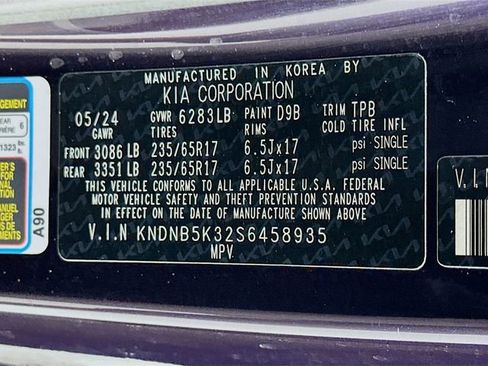 MANUFACTURED IN KOREA BY
KIA CORPORATION
05/24 GVWR 6283LB PAINT D9B TRIM TPB
GAWR TIRES RIMS COLD TIRE INFL
FRONT 3086 LB 235/65R17 6.5Jx17 psi SINGLE
REAR 3351 LB 235/65R17 6.5Jx17 psi SINGLE
THIS VEHICLE CONFORMS TO ALL APPLICABLE U.S.A. FEDERAL
MOTOR VEHICLE SAFETY AND THEFT PREVENTION STANDARDS
IN EFFECT ON THE DATE OF MANUFACTURE SHOWN ABOVE.
V.I.N KNDNB5K32S6458935
MPV.
A90
V.IN